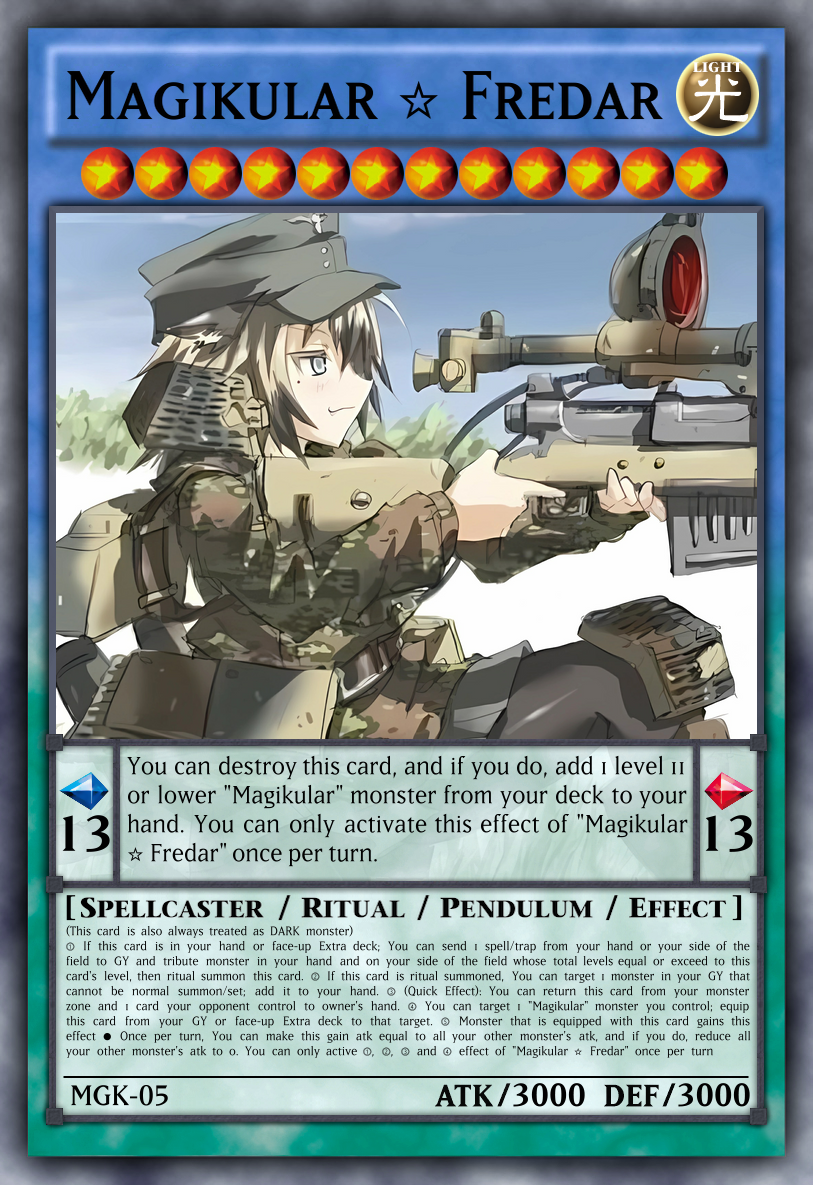 Magikular ☆ Fredar
LIGHT
光
You can destroy this card, and if you do, add 1 level 11
or lower "Magikular" monster from your deck to your
hand. You can only activate this effect of "Magikular
☆ Fredar" once per turn.
13
13
[ Spellcaster / Ritual / Pendulum / Effect ]
(This card is also always treated as DARK monster)
① If this card is in your hand or face-up Extra deck; You can send 1 spell/trap from your hand or your side of the
field to GY and tribute monster in your hand and on your side of the field whose total levels equal or exceed to this
card's level, then ritual summon this card. ② If this card is ritual summoned, You can target 1 monster in your GY that
cannot be normal summon/set; add it to your hand. ③ (Quick Effect): You can return this card from your monster
zone and 1 card your opponent control to owner's hand. ④ You can target 1 "Magikular" monster you control; equip
this card from your GY or face-up Extra deck to that target. ⑤ Monster that is equipped with this card gains this
effect ● Once per turn, You can make this gain atk equal to all your other monster's atk, and if you do, reduce all
your other monster's atk to 0. You can only active ①, ②, ③ and ④ effect of "Magikular ☆ Fredar" once per turn
MGK-05
ATK/3000 DEF/3000